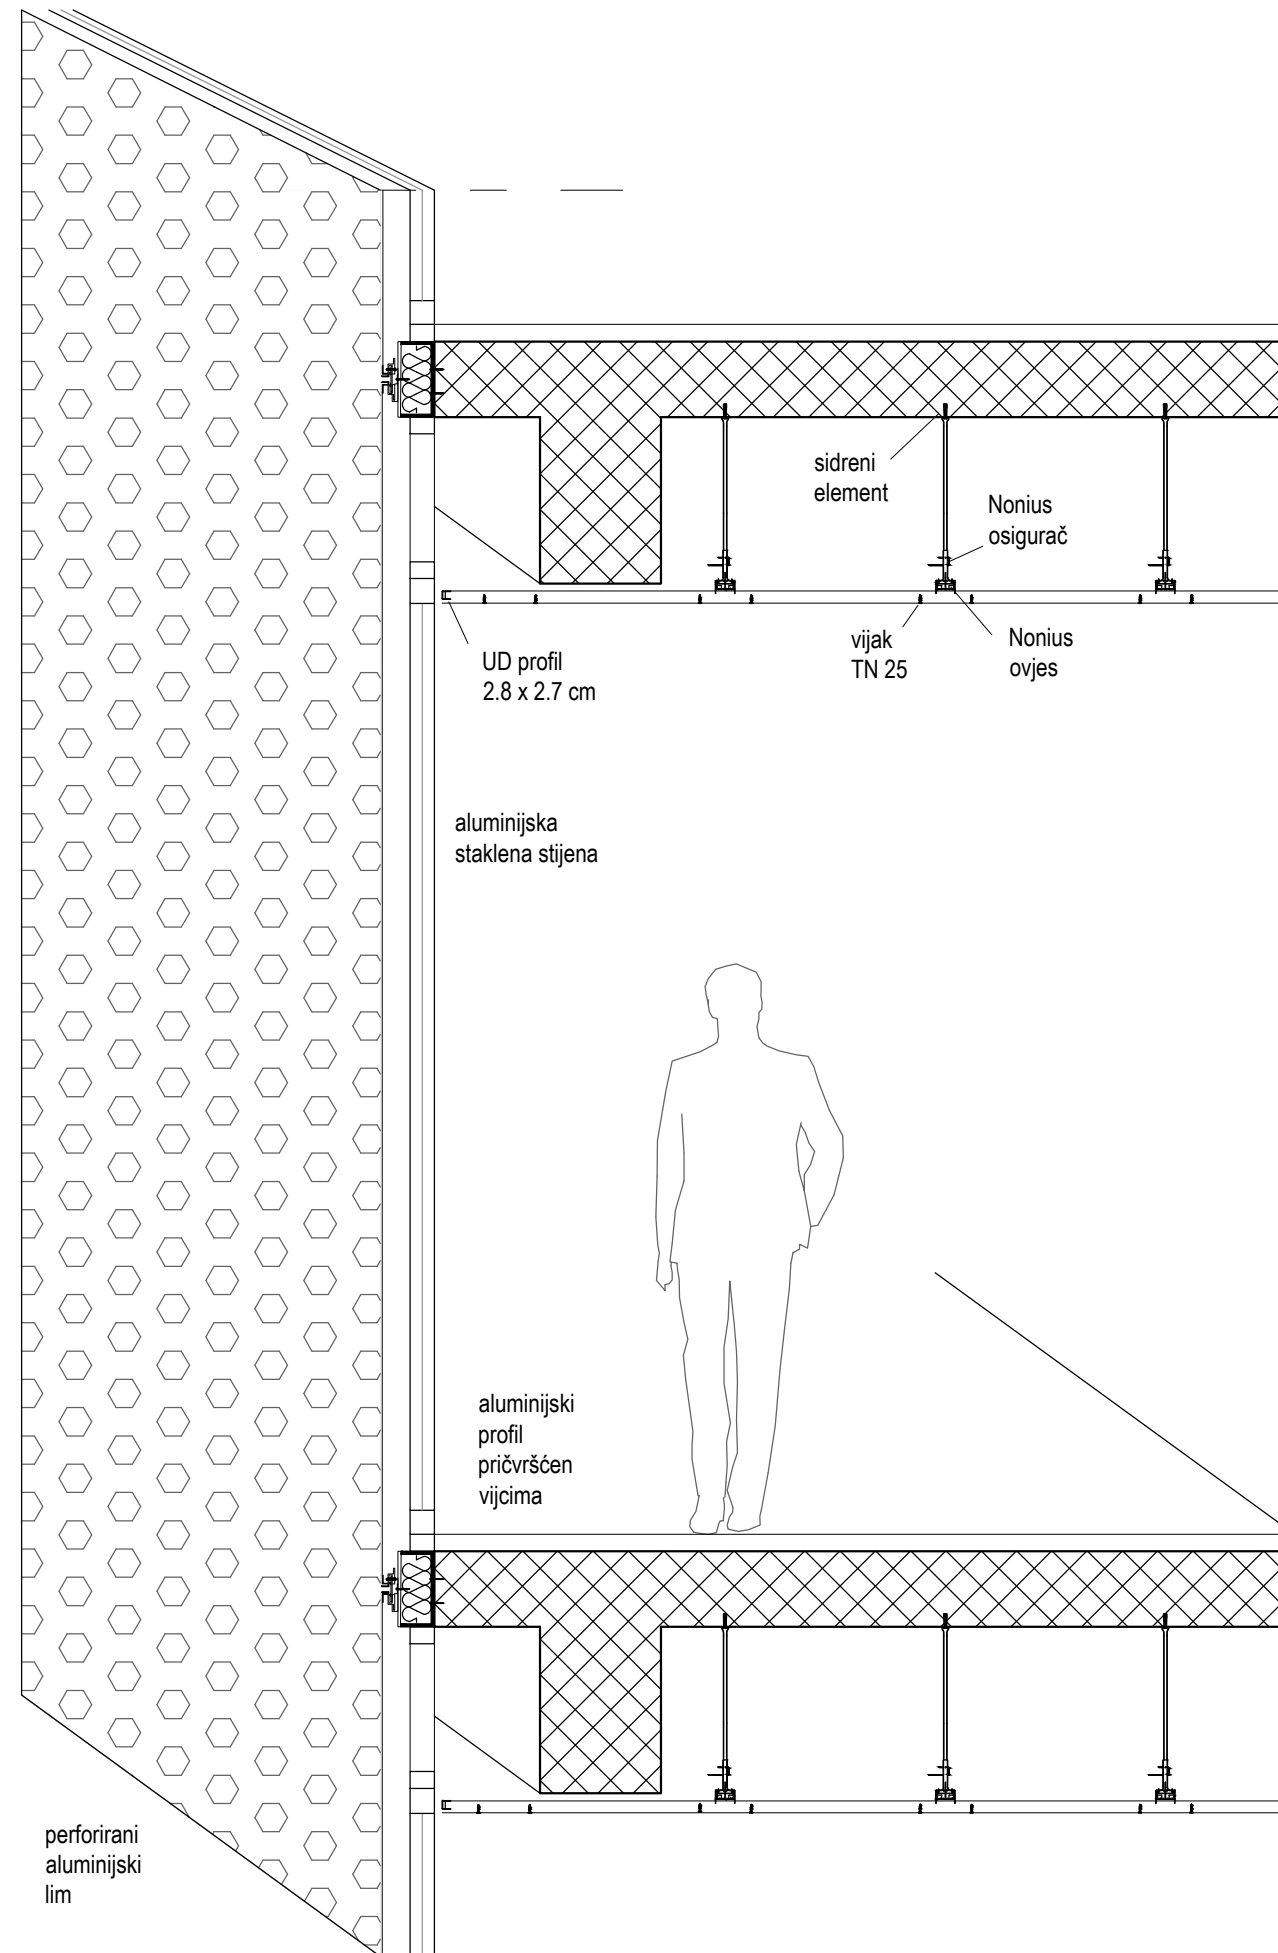 sidreni
element
Nonius
osigurač
UD profil
2.8 x 2.7 cm
vijak
TN 25
Nonius
ovjes
aluminijska
staklena stijena
aluminijski
profil
pričvršćen
vijcima
perforirani
aluminijski
lim